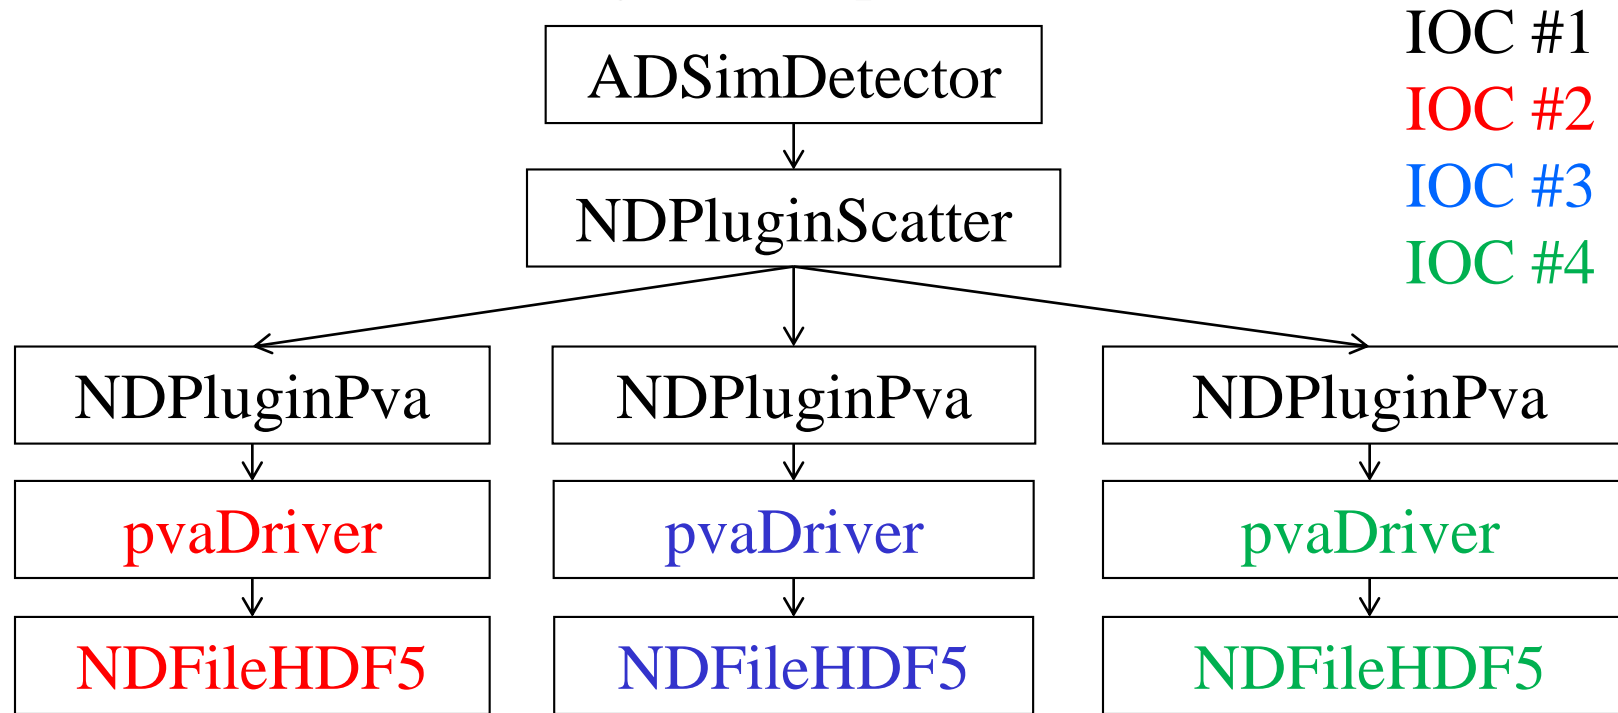 ADSimDetector
IOC #1
IOC #2
IOC #3
IOC #4
NDPluginScatter
NDPluginPva
NDPluginPva
NDPluginPva
pvaDriver
pvaDriver
pvaDriver
NDFileHDF5
NDFileHDF5
NDFileHDF5